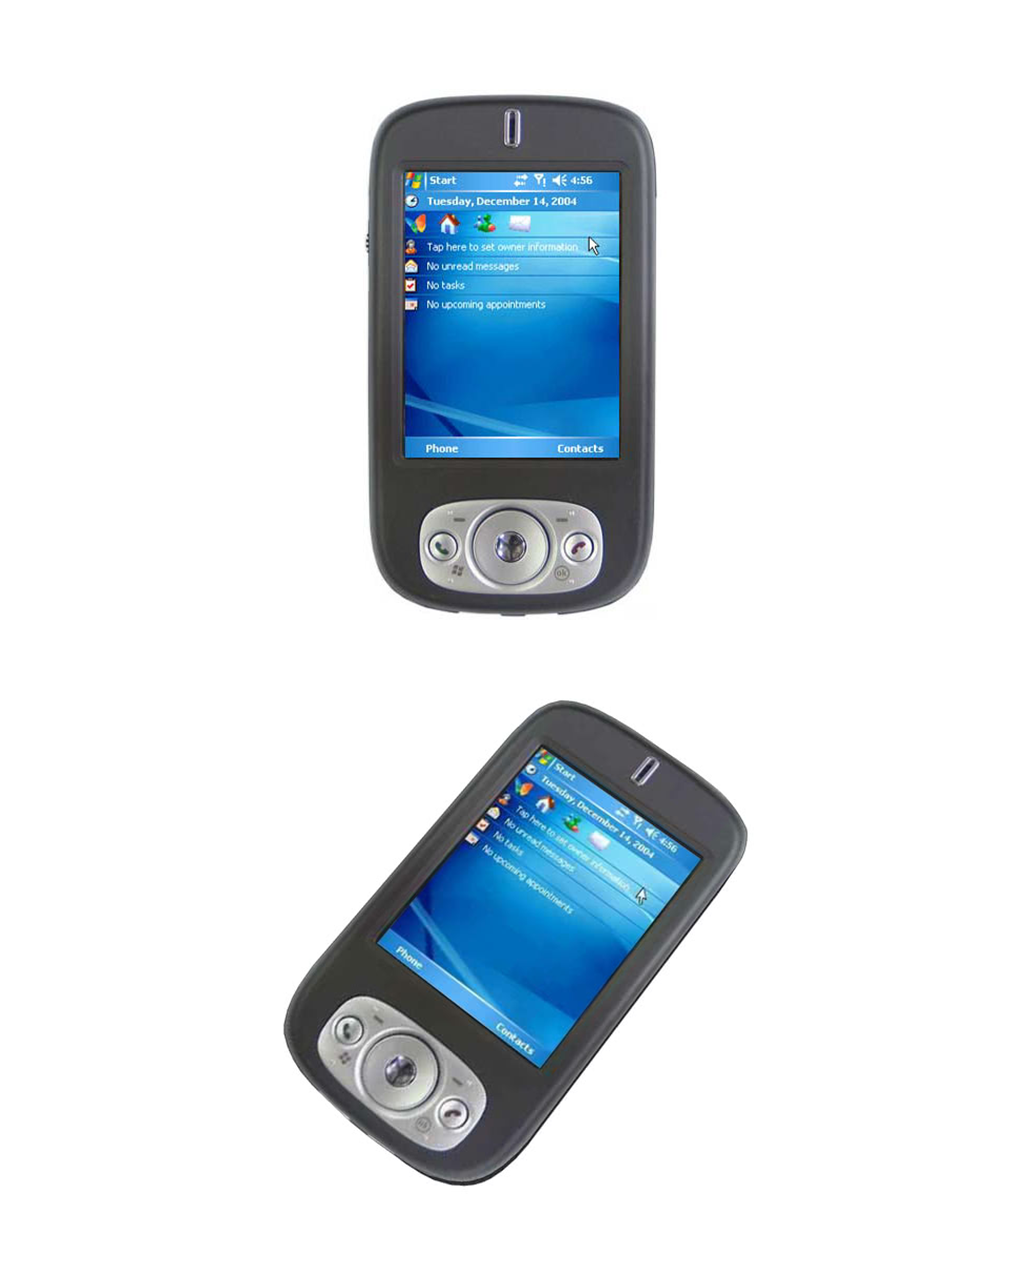 Start 4:56
Tuesday, December 14, 2004
Tap here to set owner information
No unread messages
No tasks
No upcoming appointments
Phone Contacts
ok
Start 4:56
Tuesday, December 14, 2004
Tap here to set owner information
No unread messages
No tasks
No upcoming appointments
Phone Contacts
ok